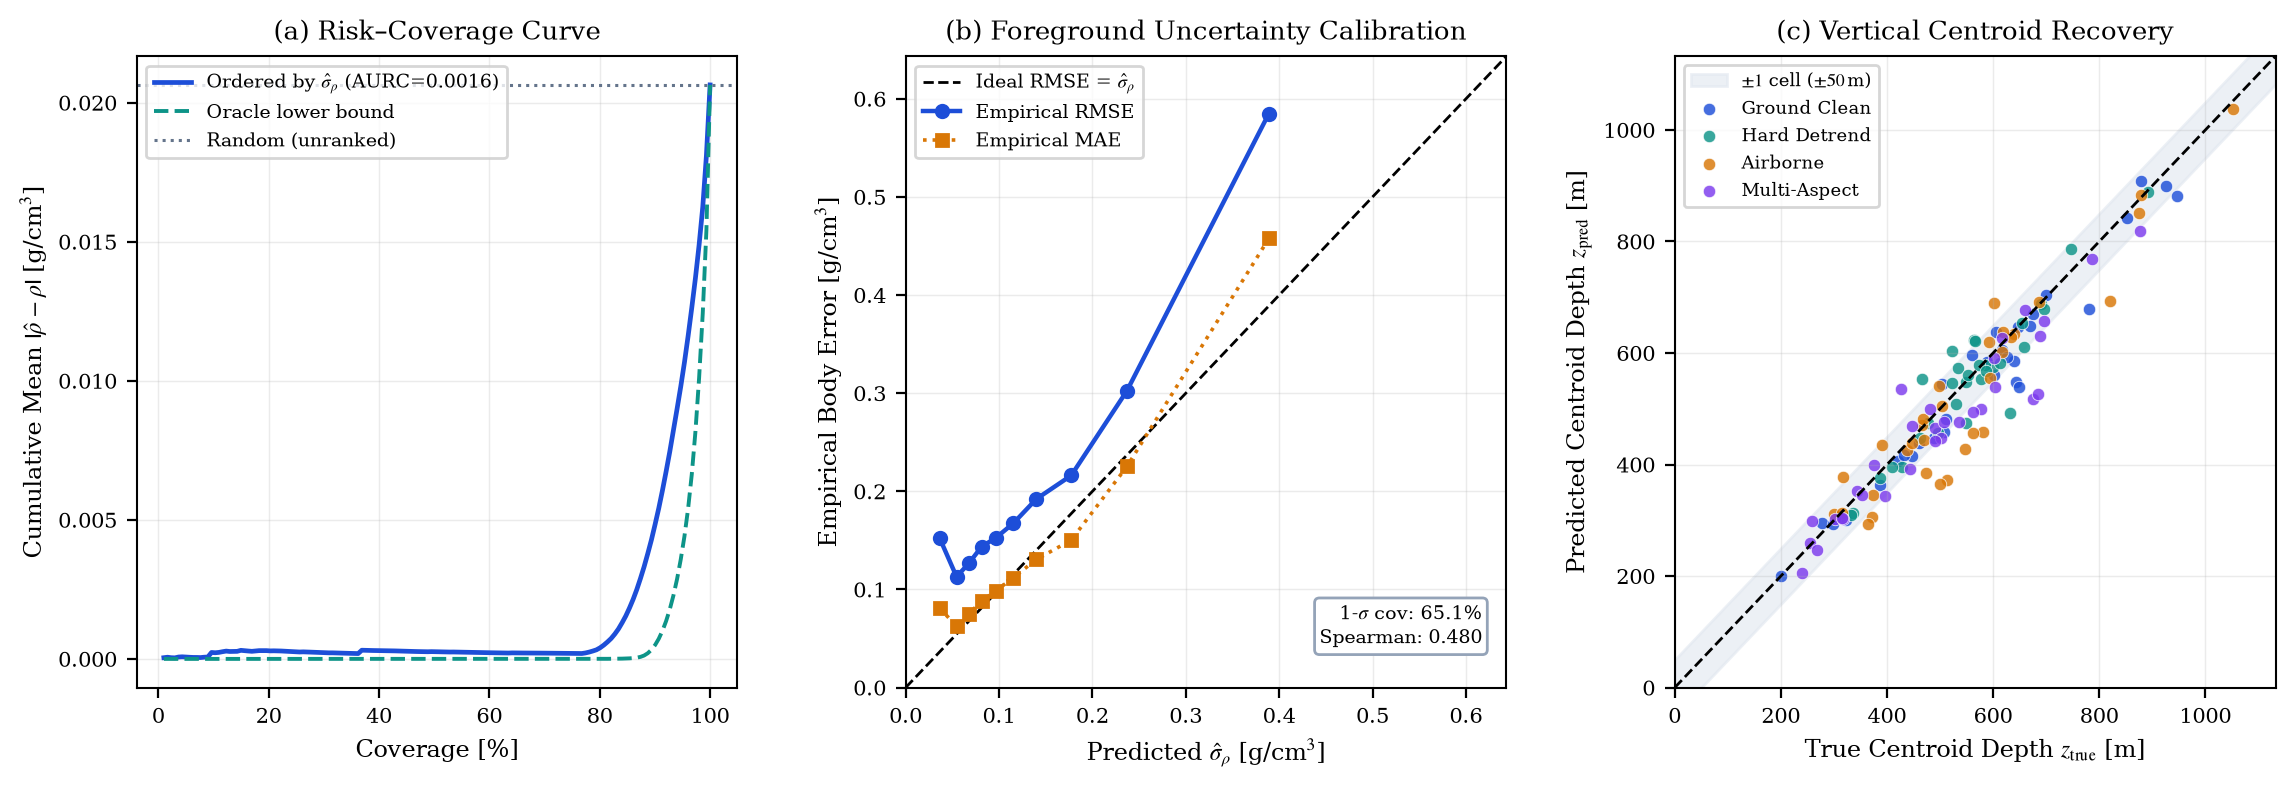 (a) Risk–Coverage Curve
Ordered by σ̂ρ (AURC=0.0016)
Oracle lower bound
Random (unranked)
Cumulative Mean |ρ̂ − ρ| [g/cm³]
0.020
0.015
0.010
0.005
0.000
0 20 40 60 80 100
Coverage [%]
(b) Foreground Uncertainty Calibration
Ideal RMSE = σ̂ρ
Empirical RMSE
Empirical MAE
Empirical Body Error [g/cm³]
0.6
0.5
0.4
0.3
0.2
0.1
0.0
1-σ cov: 65.1%
Spearman: 0.480
0.0 0.1 0.2 0.3 0.4 0.5 0.6
Predicted σ̂ρ [g/cm³]
(c) Vertical Centroid Recovery
±1 cell (±50 m)
Ground Clean
Hard Detrend
Airborne
Multi-Aspect
Predicted Centroid Depth zpred [m]
1000
800
600
400
200
0
0 200 400 600 800 1000
True Centroid Depth ztrue [m]